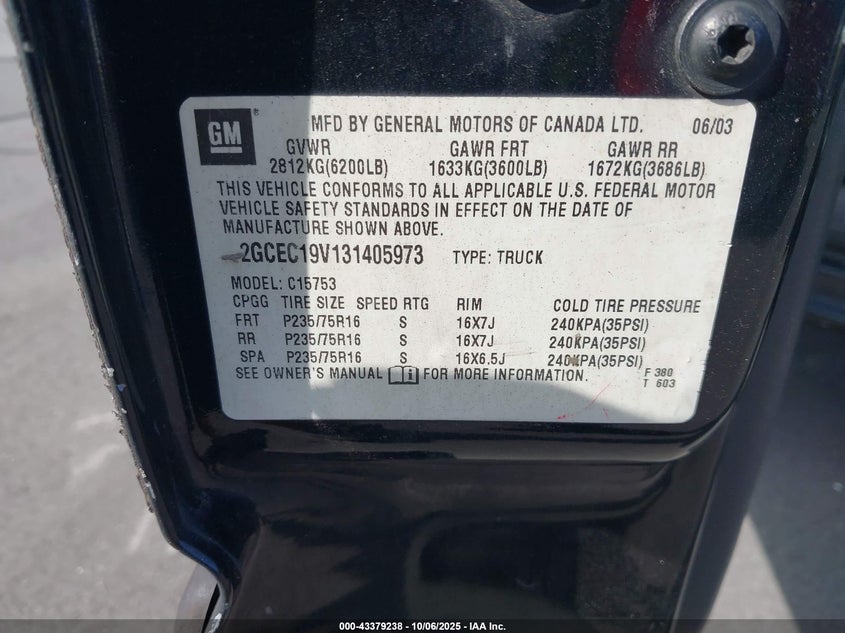 GM ® MFD BY GENERAL MOTORS OF CANADA LTD. 06/03
GVWR GAWR FRT GAWR RR
2812KG(6200LB) 1633KG(3600LB) 1672KG(3686LB)
THIS VEHICLE CONFORMS TO ALL APPLICABLE U.S. FEDERAL MOTOR
VEHICLE SAFETY STANDARDS IN EFFECT ON THE DATE OF
MANUFACTURE SHOWN ABOVE.
2GCEC19V131405973 TYPE: TRUCK
MODEL: C15753
CPGG TIRE SIZE SPEED RTG RIM COLD TIRE PRESSURE
FRT P235/75R16 S 16X7J 240KPA(35PSI)
RR P235/75R16 S 16X7J 240KPA(35PSI)
SPA P235/75R16 S 16X6.5J 240KPA(35PSI)
SEE OWNER'S MANUAL FOR MORE INFORMATION.
F 380
T 603
000-43379238 - 10/06/2025 - IAA Inc.